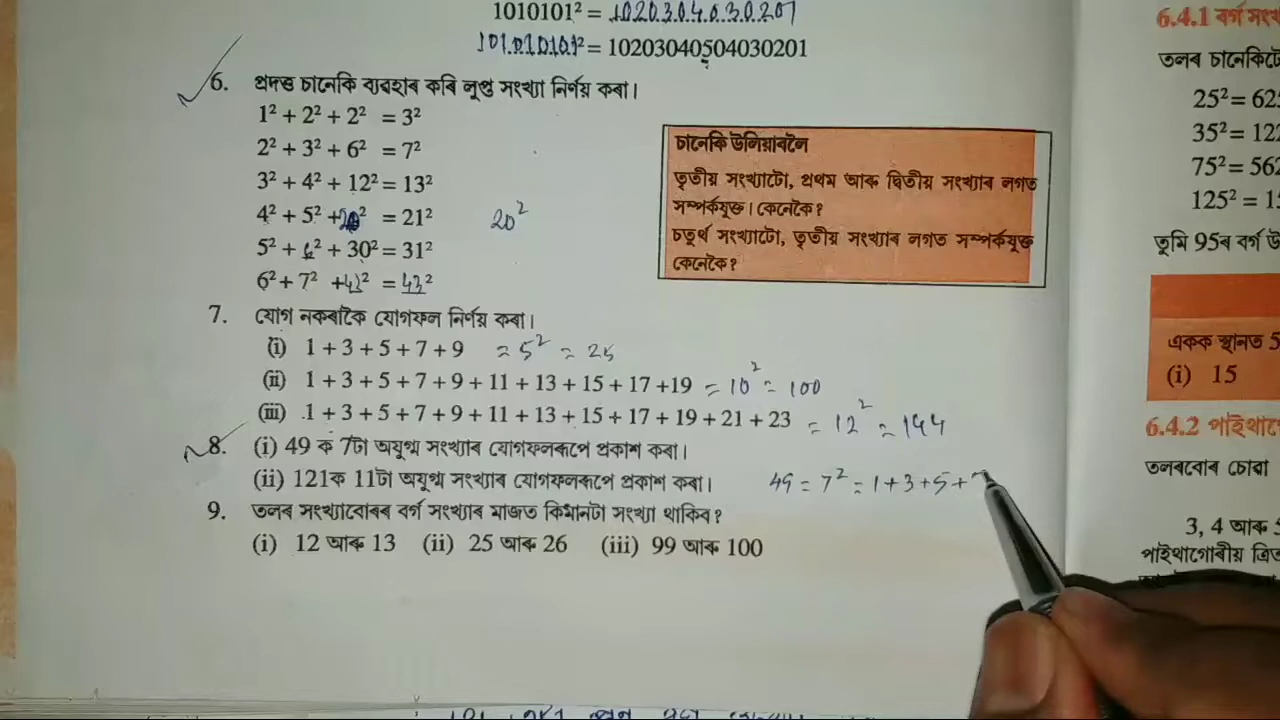 1010101² = 1020304030201
101010101² = 10203040504030201
6. প্ৰদত্ত চানেকি ব্যৱহাৰ কৰি লুপ্ত সংখ্যা নিৰ্ণয় কৰা।
1² + 2² + 2² = 3²
2² + 3² + 6² = 7²
3² + 4² + 12² = 13²
4² + 5² + 20² = 21² 20²
5² + 6² + 30² = 31²
6² + 7² + 42² = 43²
চানেকি উলিয়াবলৈ
তৃতীয় সংখ্যাটো, প্ৰথম আৰু দ্বিতীয় সংখ্যাৰ লগত
সম্পৰ্কযুক্ত। কেনেকৈ?
চতুৰ্থ সংখ্যাটো, তৃতীয় সংখ্যাৰ লগত সম্পৰ্কযুক্ত
কেনেকৈ?
7. যোগ নকৰাকৈ যোগফল নিৰ্ণয় কৰা।
(i) 1 + 3 + 5 + 7 + 9 = 5² = 25
(ii) 1 + 3 + 5 + 7 + 9 + 11 + 13 + 15 + 17 +19 = 10² = 100
(iii) 1 + 3 + 5 + 7 + 9 + 11 + 13 + 15 + 17 + 19 + 21 + 23 = 12² = 144
8. (i) 49 ক 7টা অযুগ্ম সংখ্যাৰ যোগফলৰূপে প্ৰকাশ কৰা।
(ii) 121ক 11টা অযুগ্ম সংখ্যাৰ যোগফলৰূপে প্ৰকাশ কৰা। 49 = 7² = 1 + 3 + 5 +
9. তলৰ সংখ্যাবোৰৰ বৰ্গ সংখ্যাৰ মাজত কিমানটা সংখ্যা থাকিব?
(i) 12 আৰু 13 (ii) 25 আৰু 26 (iii) 99 আৰু 100
6.4.1 বৰ্গ
তলৰ চানেকিটো
25² = 62
35² = 122
75² = 562
125² = 1
তুমি 95ৰ বৰ্গ
একক স্থানত 5
(i) 15
6.4.2
তলৰবোৰ চোৱা
3, 4 আৰু